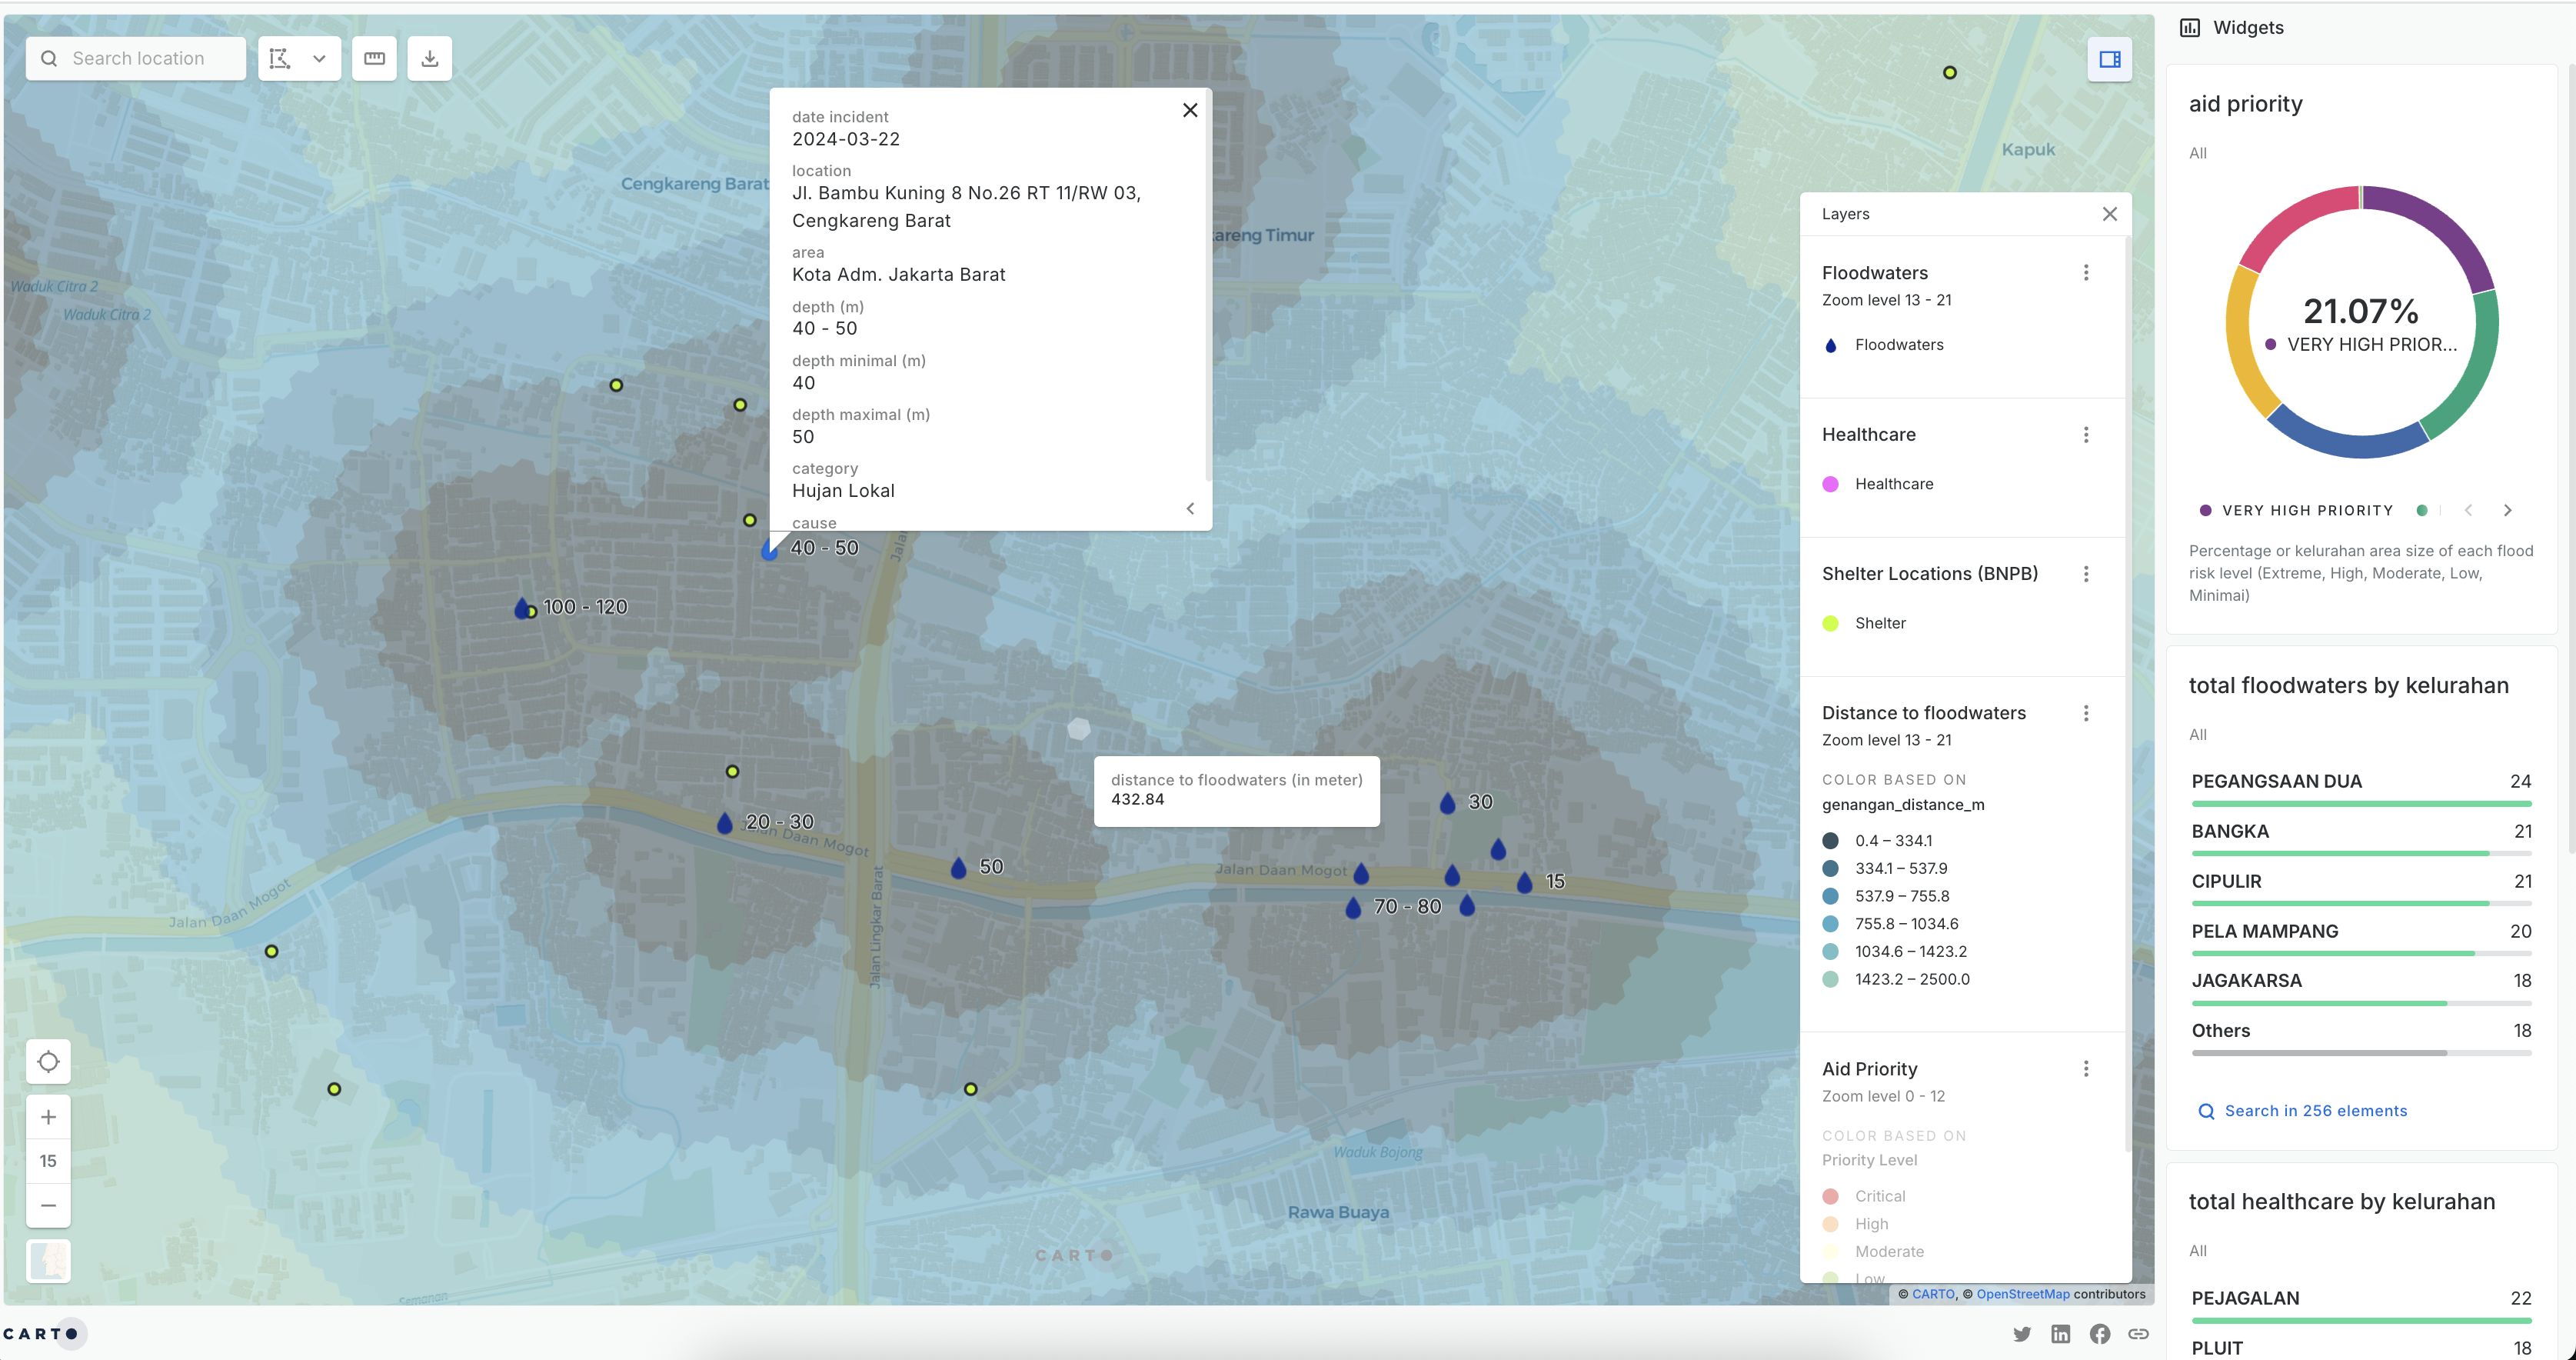 Search location
date incident
2024-03-22
location
Jl. Bambu Kuning 8 No.26 RT 11/RW 03,
Cengkareng Barat
area
Kota Adm. Jakarta Barat
depth (m)
40 - 50
depth minimal (m)
40
depth maximal (m)
50
category
Hujan Lokal
cause
Kapuk
Cengkareng Barat
kareng Timur
Waduk Citra 2
Waduk Citra 2
40 - 50
Jalan
100 - 120
distance to floodwaters (in meter)
432.84
20 - 30
Jalan Daan Mogot
30
50
Jalan Daan Mogot
15
70 - 80
Jalan Daan Mogot
Jalan Lingkar Barat
Waduk Bojong
Rawa Buaya
CARTO
Semanan
15
Layers
Floodwaters
Zoom level 13 - 21
Floodwaters
Healthcare
Healthcare
Shelter Locations (BNPB)
Shelter
Distance to floodwaters
Zoom level 13 - 21
COLOR BASED ON
genangan_distance_m
0.4 – 334.1
334.1 – 537.9
537.9 – 755.8
755.8 – 1034.6
1034.6 – 1423.2
1423.2 – 2500.0
Aid Priority
Zoom level 0 - 12
COLOR BASED ON
Priority Level
Critical
High
Moderate
Low
© CARTO, © OpenStreetMap contributors
CARTO
Widgets
aid priority
All
21.07%
VERY HIGH PRIOR...
VERY HIGH PRIORITY
Percentage or kelurahan area size of each flood
risk level (Extreme, High, Moderate, Low,
Minimai)
total floodwaters by kelurahan
All
PEGANGSAAN DUA 24
BANGKA 21
CIPULIR 21
PELA MAMPANG 20
JAGAKARSA 18
Others 18
Search in 256 elements
total healthcare by kelurahan
All
PEJAGALAN 22
PLUIT 18